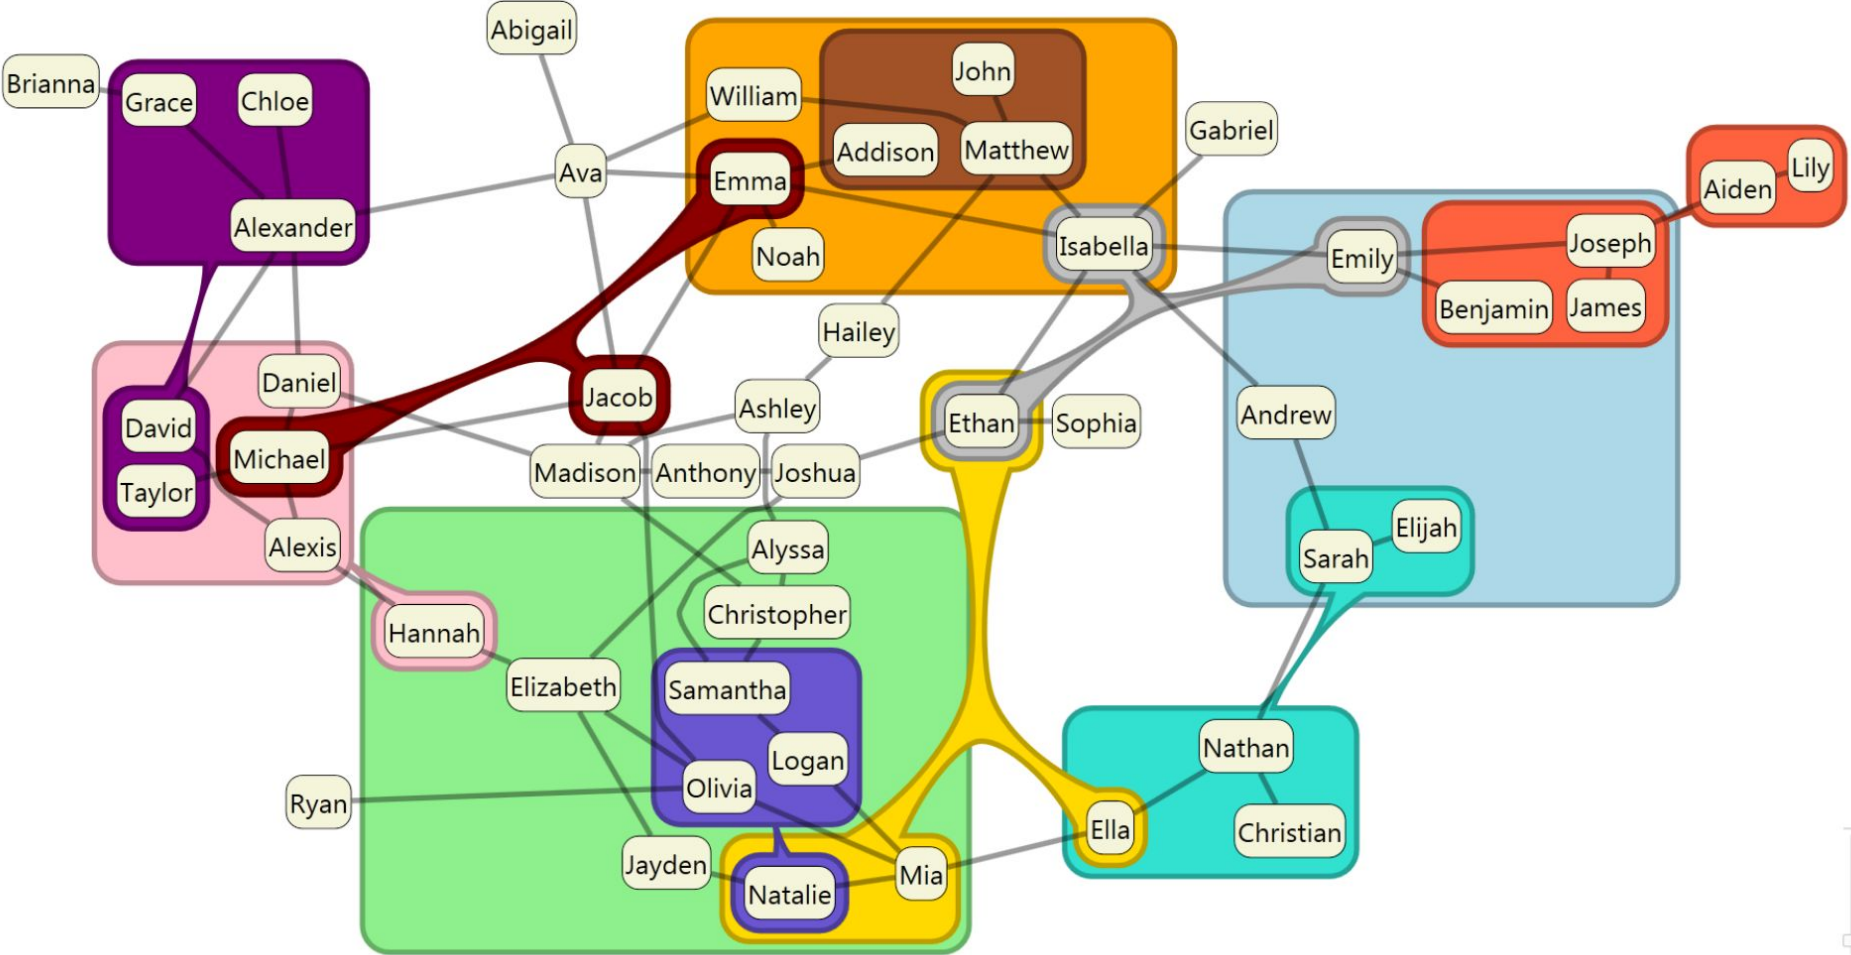 Abigail
Brianna
Grace
Chloe
William
John
Addison
Matthew
Gabriel
Ava
Emma
Lily
Aiden
Alexander
Noah
Isabella
Emily
Joseph
Benjamin
James
Hailey
Daniel
Jacob
Ashley
Ethan
Sophia
Andrew
David
Michael
Taylor
Madison
Anthony
Joshua
Alexis
Alyssa
Sarah
Elijah
Christopher
Hannah
Elizabeth
Samantha
Logan
Olivia
Nathan
Ryan
Ella
Christian
Jayden
Natalie
Mia